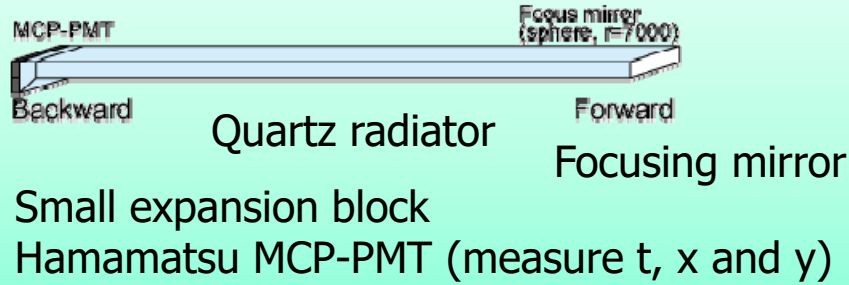 MCP-PMT
Focus mirror
(sphere, r=7000)
Backward
Forward
Quartz radiator
Focusing mirror
Small expansion block
Hamamatsu MCP-PMT (measure t, x and y)